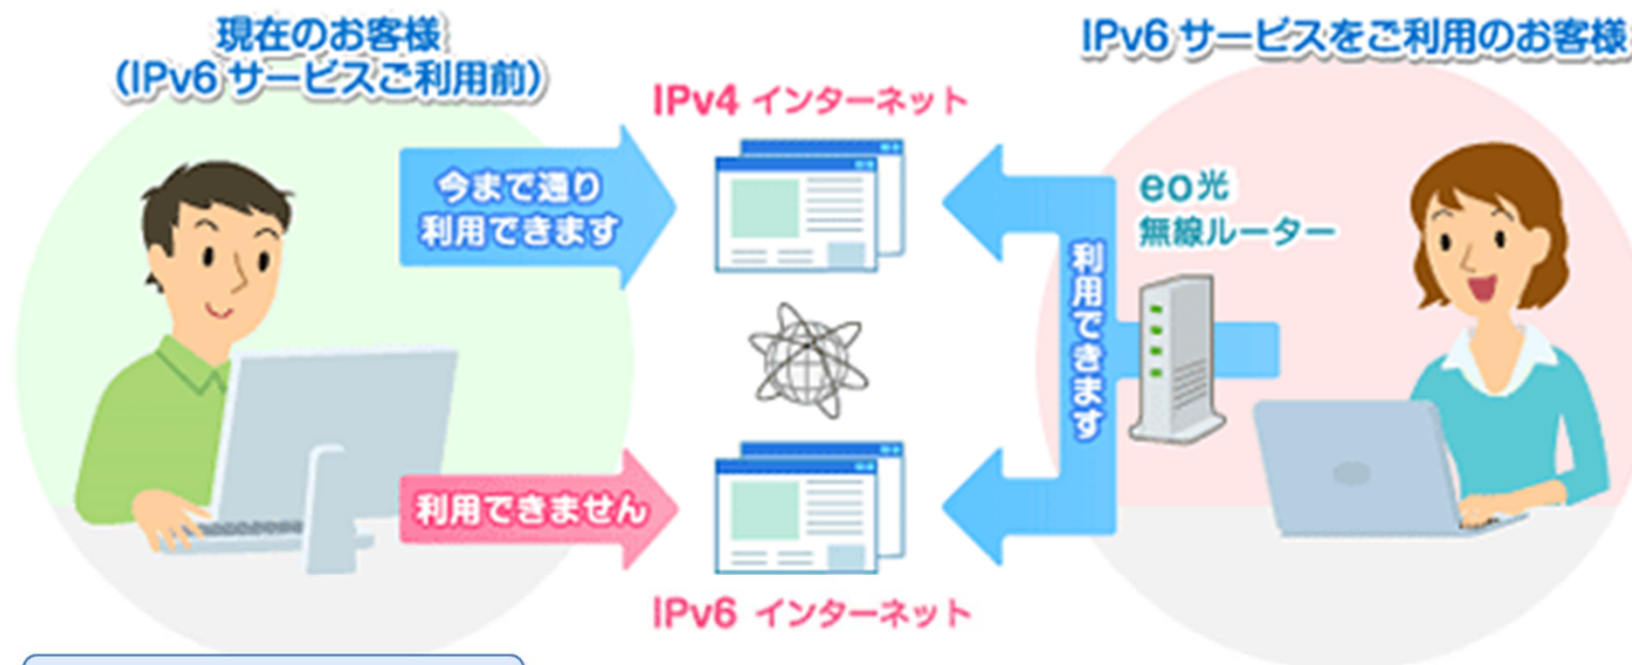 現在のお客様
（IPv6 サービスご利用前）
IPv6 サービスをご利用のお客様
IPv4 インターネット
今まで通り
利用できます
eo光
無線ルーター
利用できます
利用できません
IPv6 インターネット